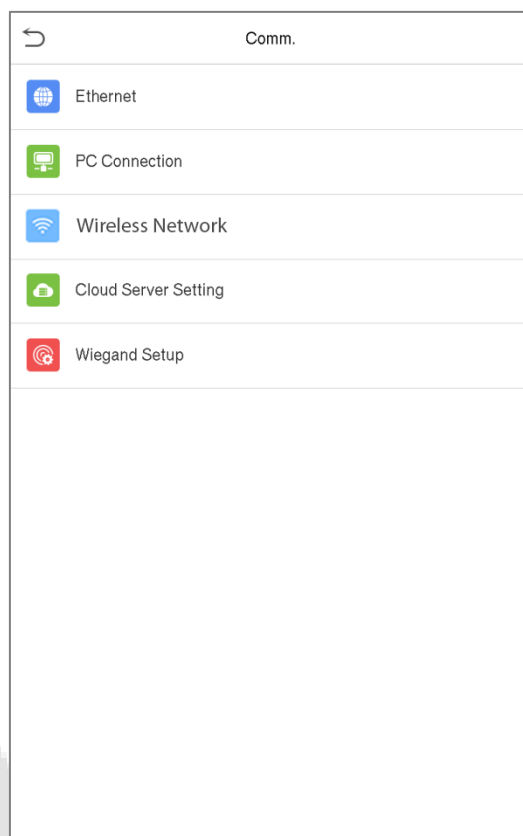 Comm.
Ethernet
PC Connection
Wireless Network
Cloud Server Setting
Wiegand Setup